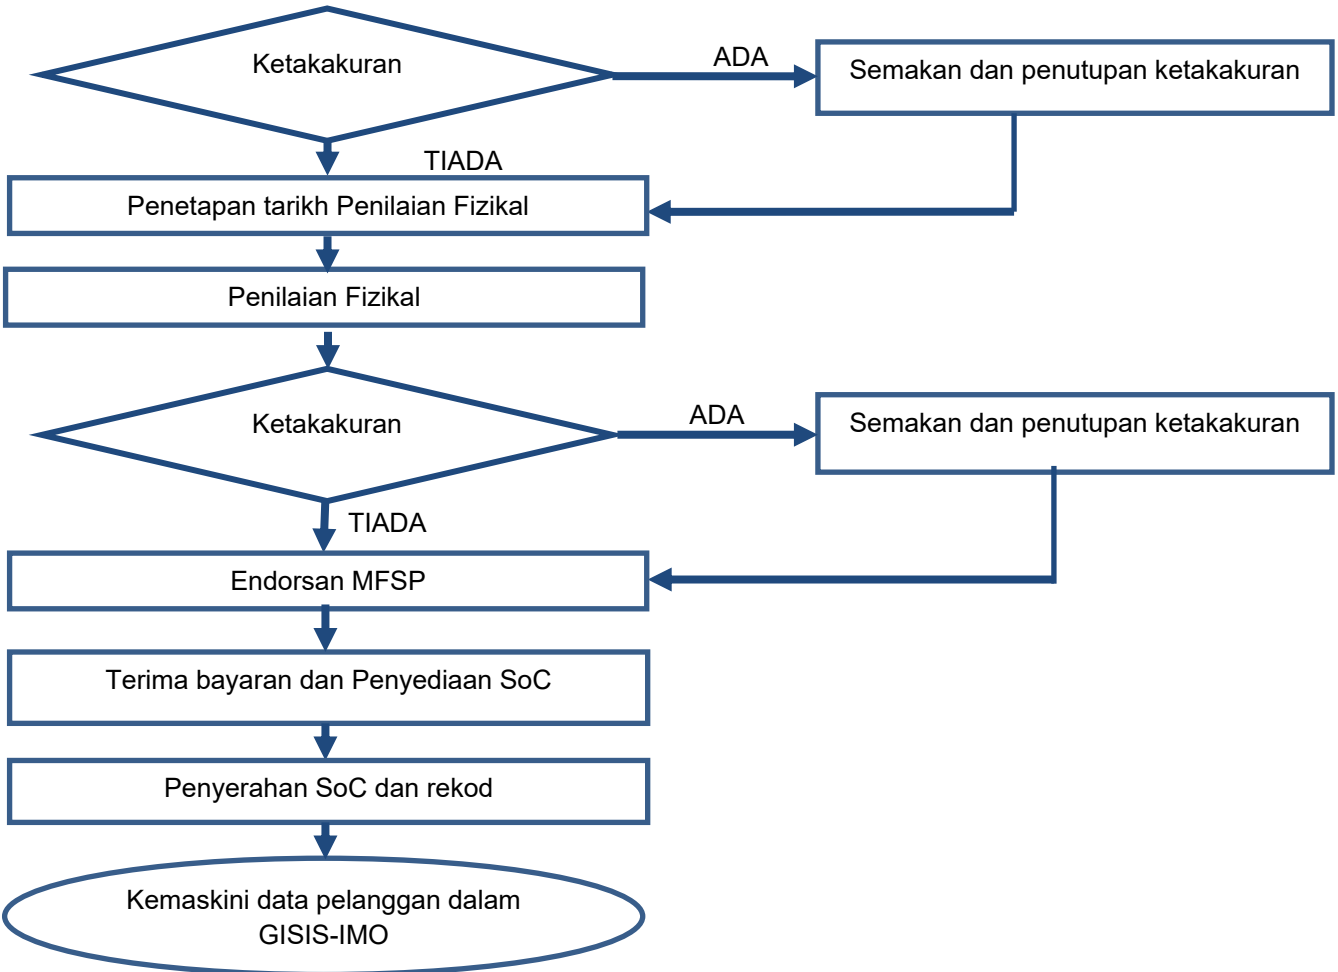 Ketakakuran
ADA
Semakan dan penutupan ketakakuran
TIADA
Penetapan tarikh Penilaian Fizikal
Penilaian Fizikal
Ketakakuran
ADA
Semakan dan penutupan ketakakuran
TIADA
Endorsan MFSP
Terima bayaran dan Penyediaan SoC
Penyerahan SoC dan rekod
Kemaskini data pelanggan dalam
GISIS-IMO